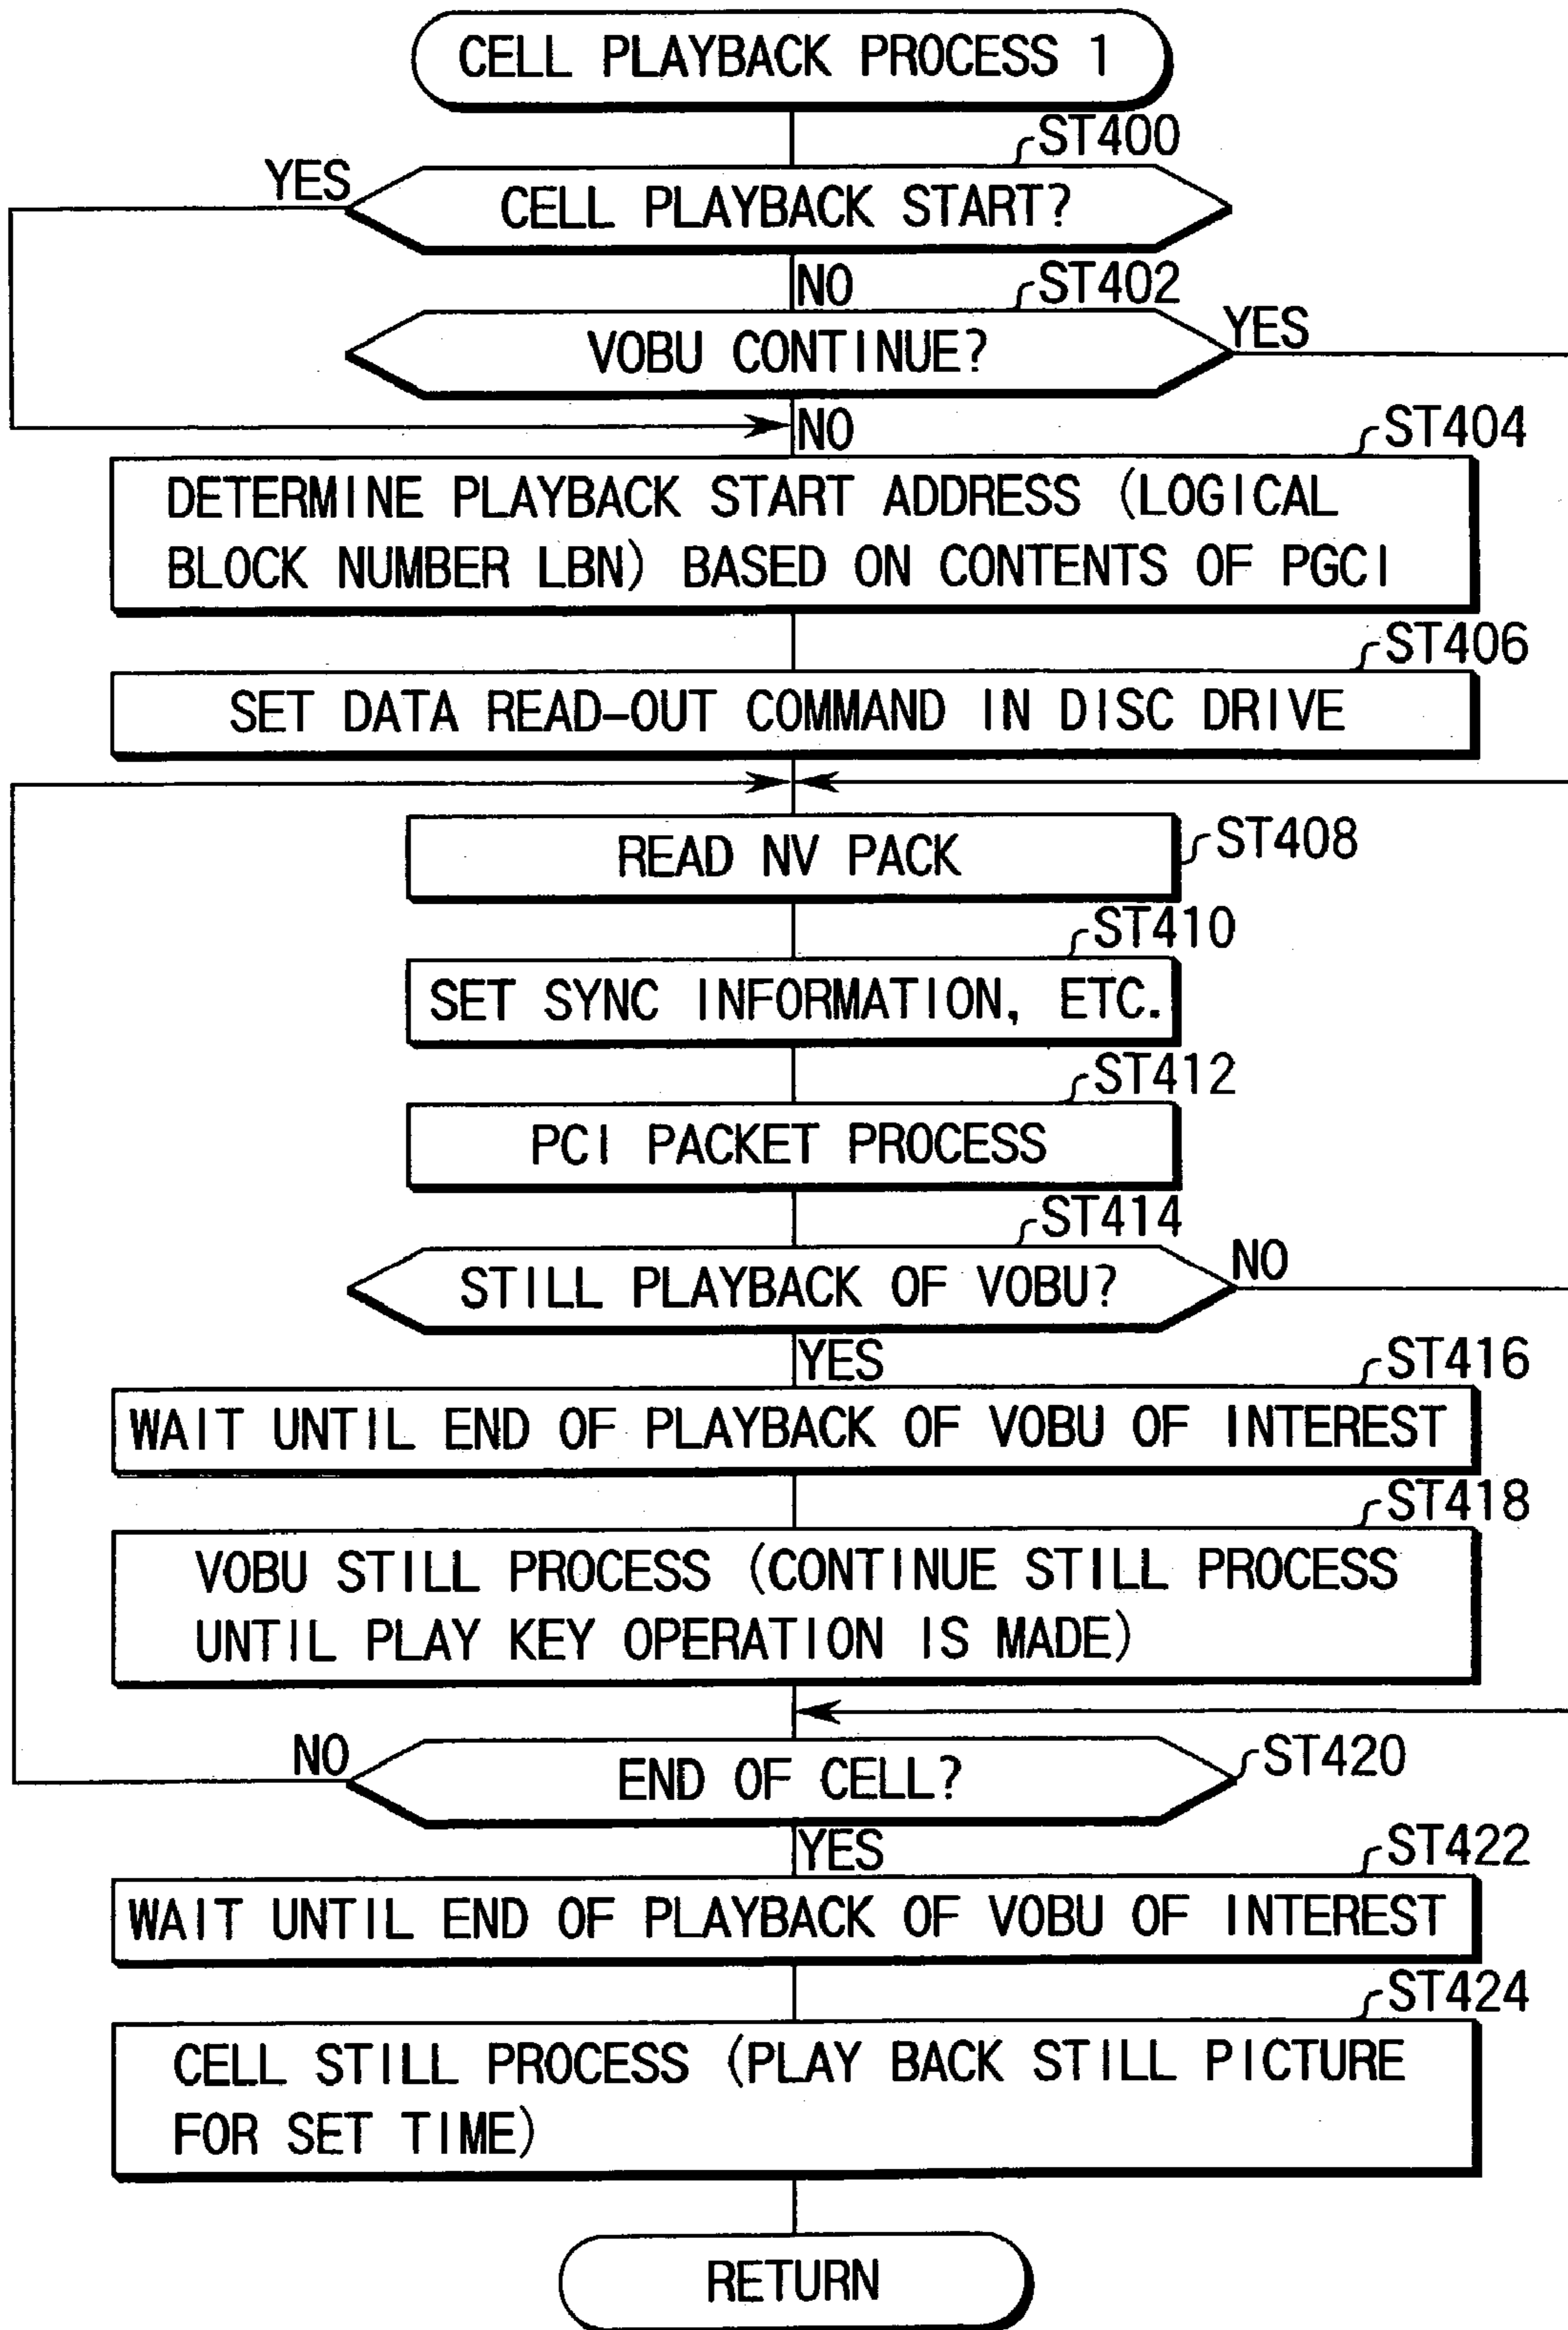 CELL PLAYBACK PROCESS 1
ST400
YES
CELL PLAYBACK START?
NO
ST402
VOBU CONTINUE?
YES
NO
ST404
DETERMINE PLAYBACK START ADDRESS (LOGICAL
BLOCK NUMBER LBN) BASED ON CONTENTS OF PGCI
ST406
SET DATA READ-OUT COMMAND IN DISC DRIVE
READ NV PACK
ST408
ST410
SET SYNC INFORMATION, ETC.
ST412
PCI PACKET PROCESS
ST414
STILL PLAYBACK OF VOBU?
NO
YES
ST416
WAIT UNTIL END OF PLAYBACK OF VOBU OF INTEREST
ST418
VOBU STILL PROCESS (CONTINUE STILL PROCESS
UNTIL PLAY KEY OPERATION IS MADE)
NO
END OF CELL?
ST420
YES
ST422
WAIT UNTIL END OF PLAYBACK OF VOBU OF INTEREST
ST424
CELL STILL PROCESS (PLAY BACK STILL PICTURE
FOR SET TIME)
RETURN